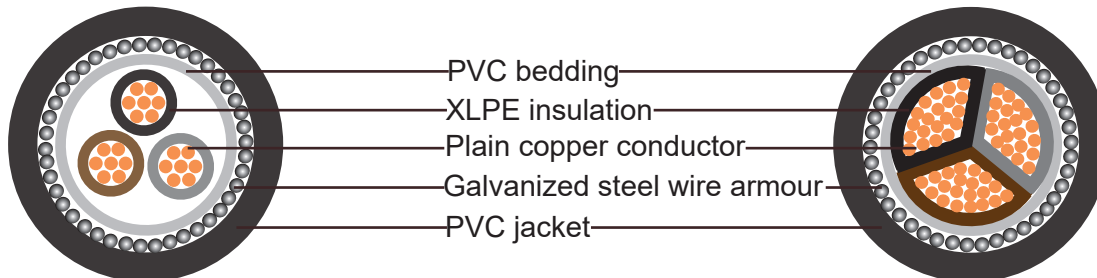 PVC bedding
XLPE insulation
Plain copper conductor
Galvanized steel wire armour
PVC jacket